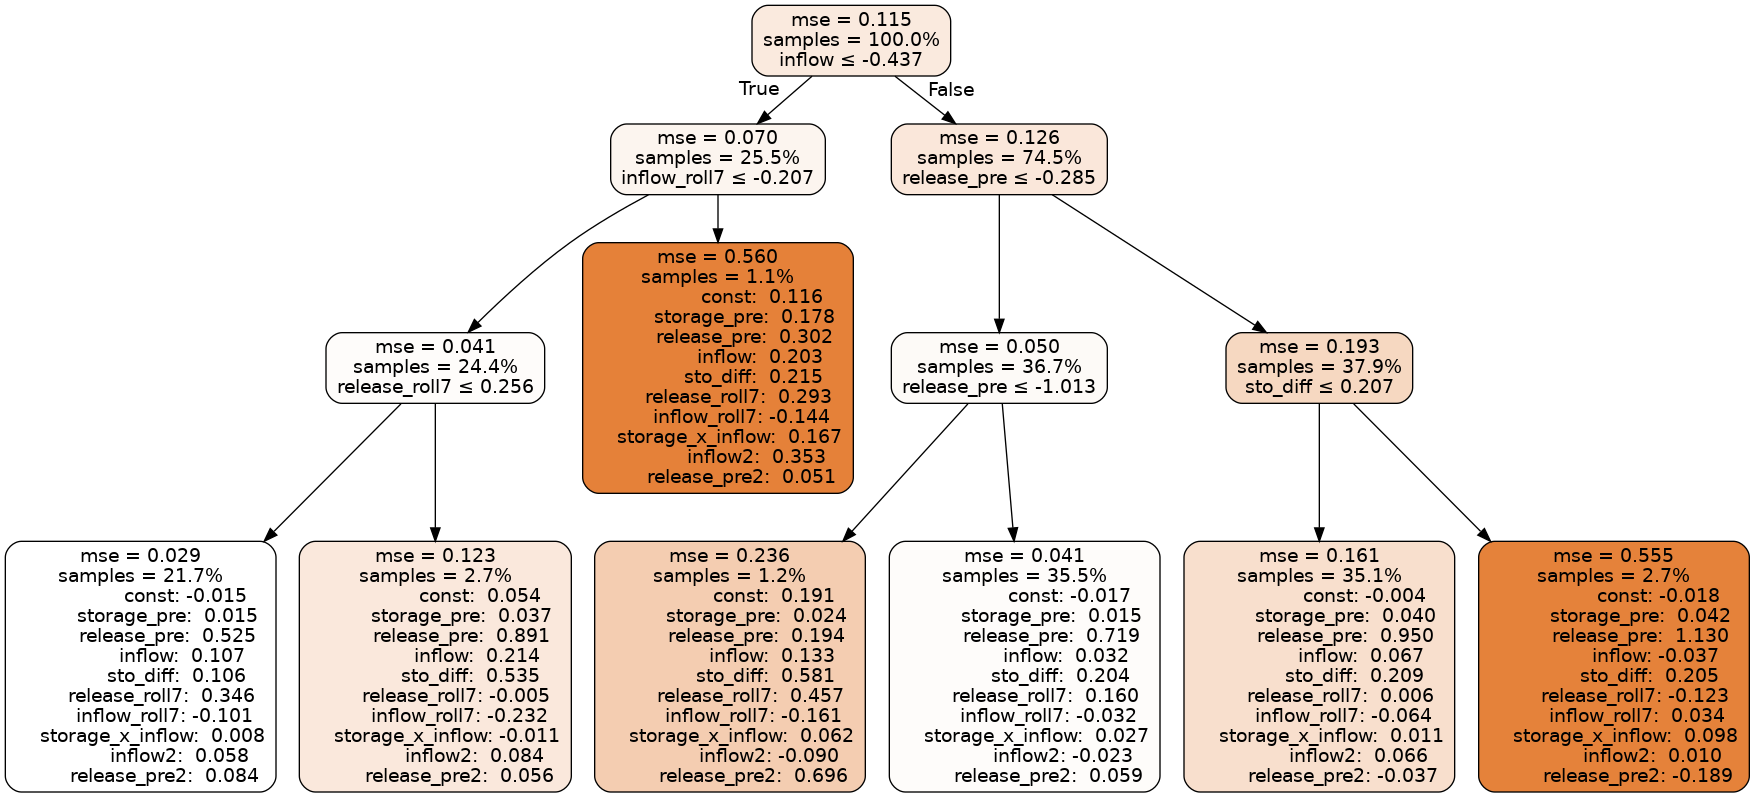 mse = 0.115
samples = 100.0%
inflow ≤ -0.437
True
False
mse = 0.070
samples = 25.5%
inflow_roll7 ≤ -0.207
mse = 0.126
samples = 74.5%
release_pre ≤ -0.285
mse = 0.041
samples = 24.4%
release_roll7 ≤ 0.256
mse = 0.560
samples = 1.1%
const: 0.116
storage_pre: 0.178
release_pre: 0.302
inflow: 0.203
sto_diff: 0.215
release_roll7: 0.293
inflow_roll7: -0.144
storage_x_inflow: 0.167
inflow2: 0.353
release_pre2: 0.051
mse = 0.050
samples = 36.7%
release_pre ≤ -1.013
mse = 0.193
samples = 37.9%
sto_diff ≤ 0.207
mse = 0.029
samples = 21.7%
const: -0.015
storage_pre: 0.015
release_pre: 0.525
inflow: 0.107
sto_diff: 0.106
release_roll7: 0.346
inflow_roll7: -0.101
storage_x_inflow: 0.008
inflow2: 0.058
release_pre2: 0.084
mse = 0.123
samples = 2.7%
const: 0.054
storage_pre: 0.037
release_pre: 0.891
inflow: 0.214
sto_diff: 0.535
release_roll7: -0.005
inflow_roll7: -0.232
storage_x_inflow: -0.011
inflow2: 0.084
release_pre2: 0.056
mse = 0.236
samples = 1.2%
const: 0.191
storage_pre: 0.024
release_pre: 0.194
inflow: 0.133
sto_diff: 0.581
release_roll7: 0.457
inflow_roll7: -0.161
storage_x_inflow: 0.062
inflow2: -0.090
release_pre2: 0.696
mse = 0.041
samples = 35.5%
const: -0.017
storage_pre: 0.015
release_pre: 0.719
inflow: 0.032
sto_diff: 0.204
release_roll7: 0.160
inflow_roll7: -0.032
storage_x_inflow: 0.027
inflow2: -0.023
release_pre2: 0.059
mse = 0.161
samples = 35.1%
const: -0.004
storage_pre: 0.040
release_pre: 0.950
inflow: 0.067
sto_diff: 0.209
release_roll7: 0.006
inflow_roll7: -0.064
storage_x_inflow: 0.011
inflow2: 0.066
release_pre2: -0.037
mse = 0.555
samples = 2.7%
const: -0.018
storage_pre: 0.042
release_pre: 1.130
inflow: -0.037
sto_diff: 0.205
release_roll7: -0.123
inflow_roll7: 0.034
storage_x_inflow: 0.098
inflow2: 0.010
release_pre2: -0.189